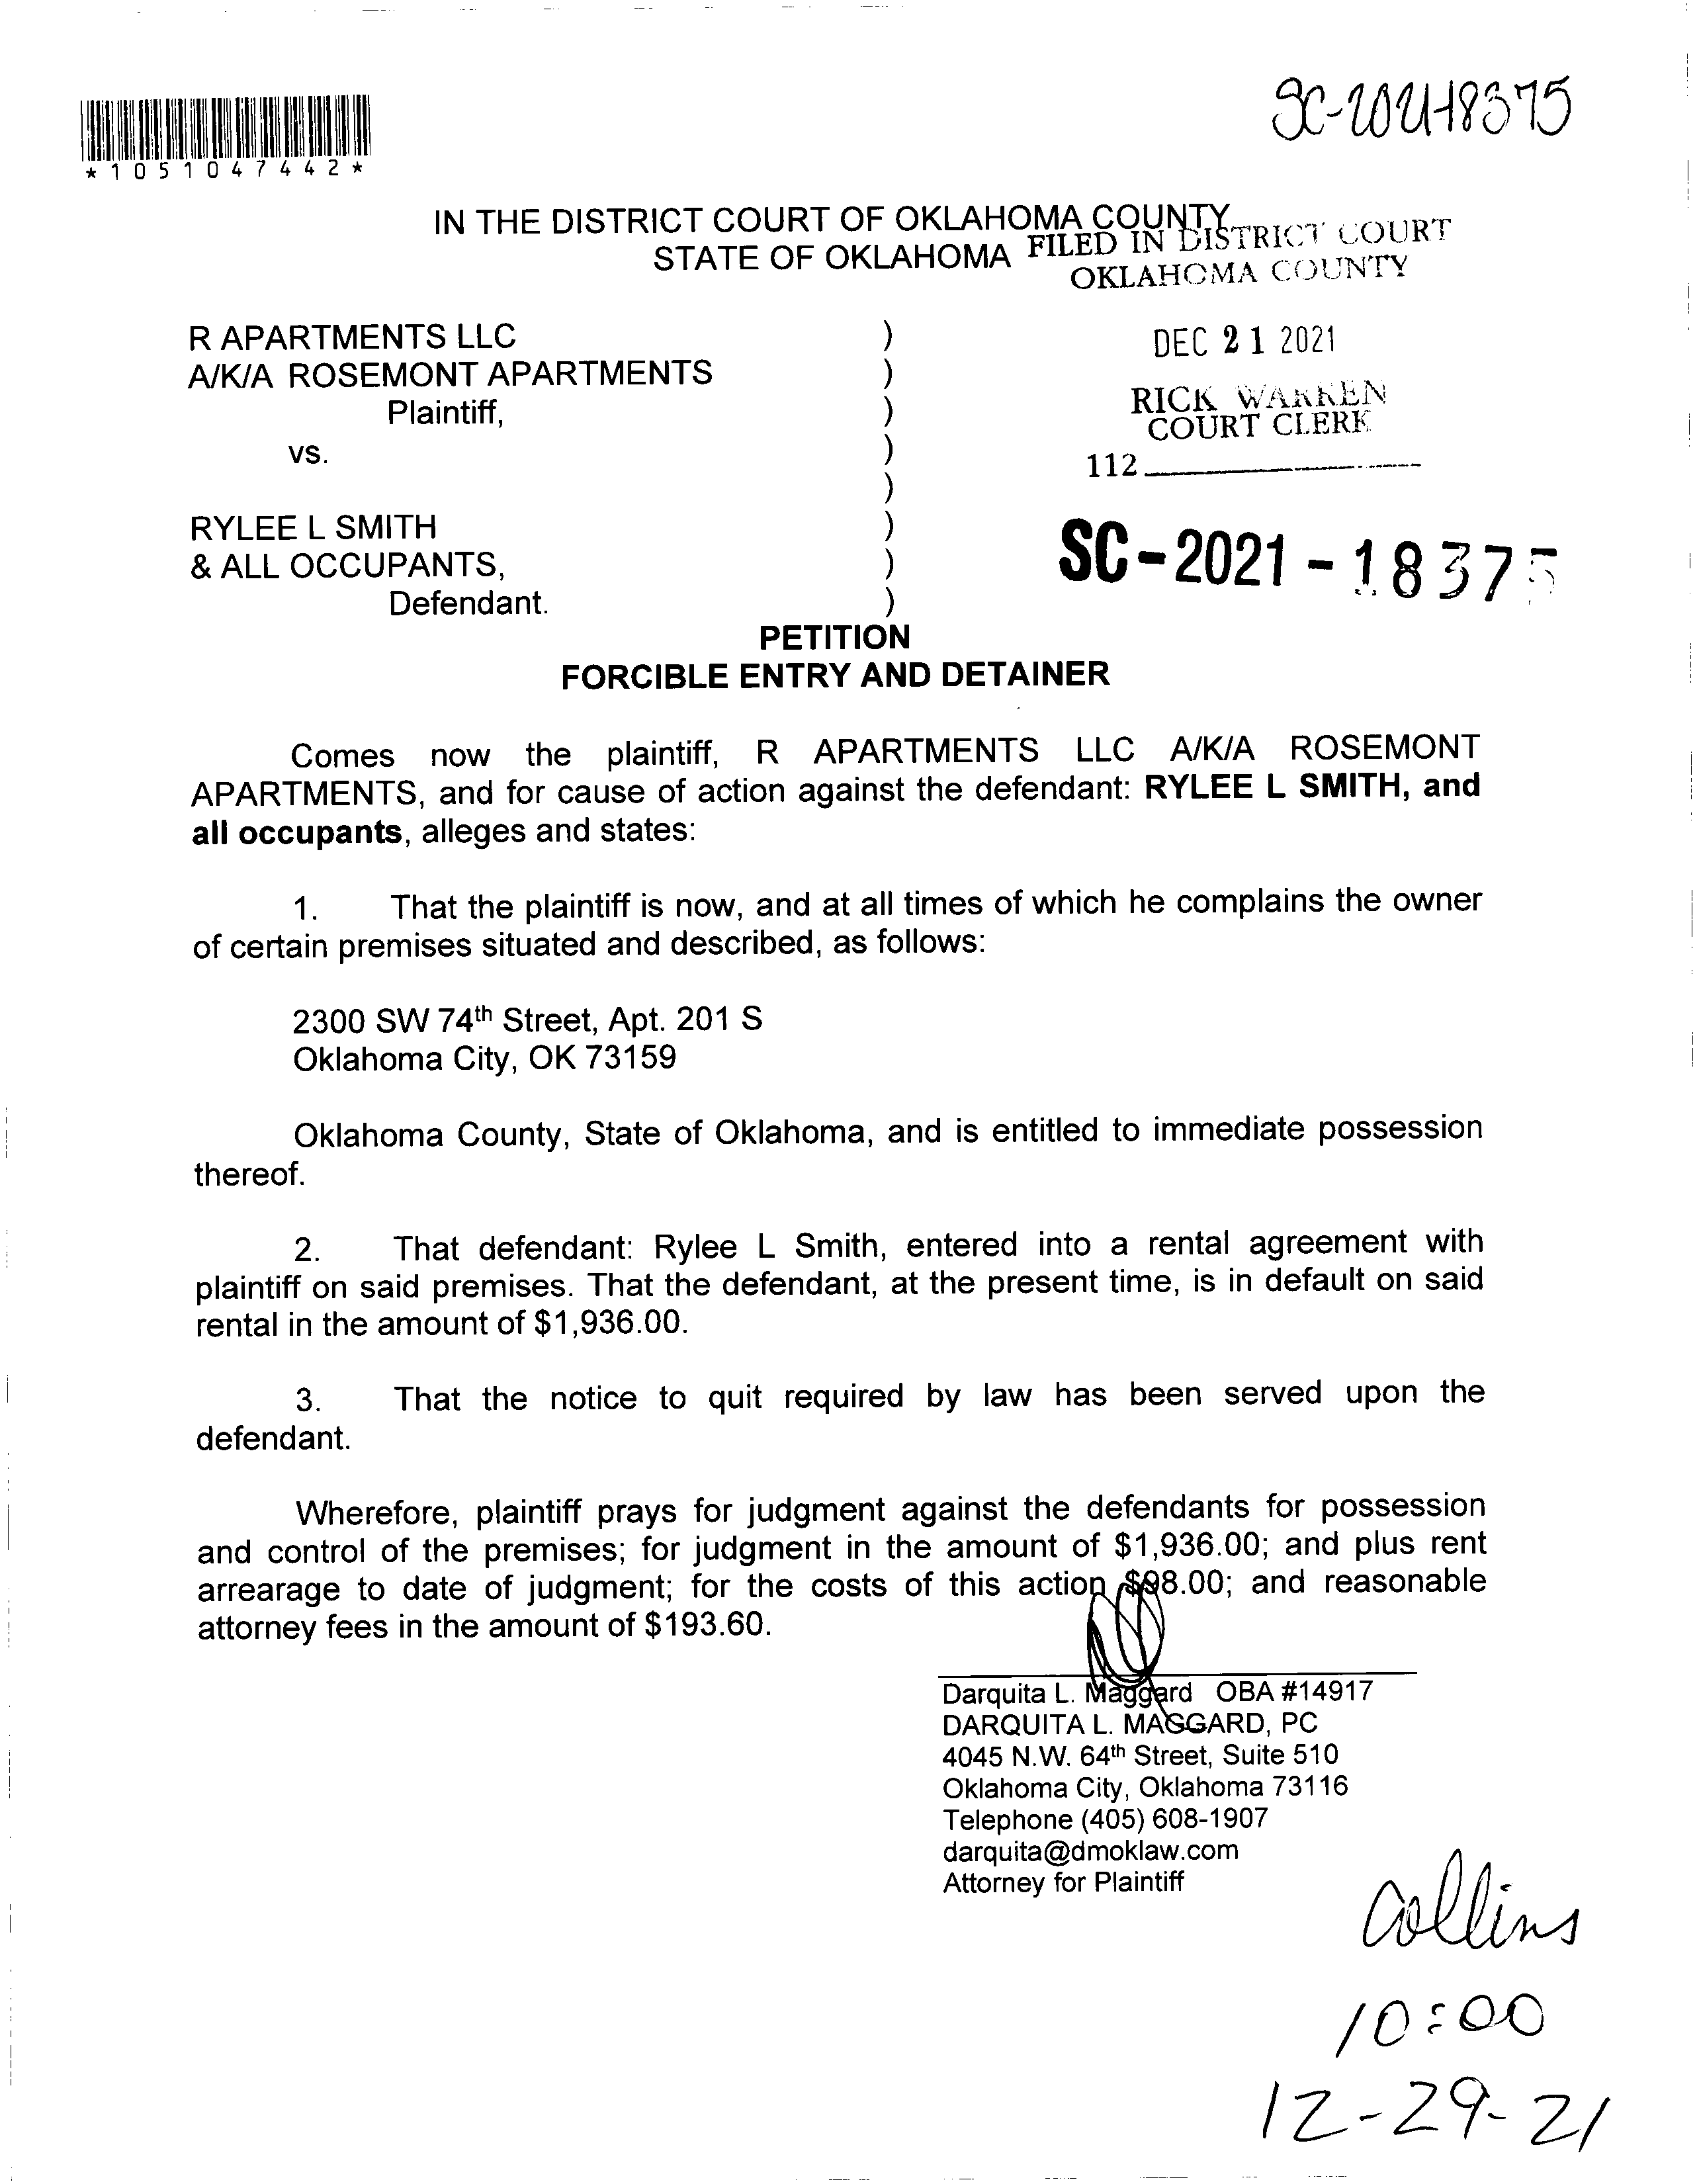 SC-2021-18375
*1051047442*
IN THE DISTRICT COURT OF OKLAHOMA COUNTY
STATE OF OKLAHOMA
FILED IN DISTRICT COURT
OKLAHOMA COUNTY
R APARTMENTS LLC )
A/K/A ROSEMONT APARTMENTS )
Plaintiff, )
vs. )
)
RYLEE L SMITH )
& ALL OCCUPANTS, )
Defendant. )
DEC 21 2021
RICK WARREN
COURT CLERK
112
SC-2021-18375
PETITION
FORCIBLE ENTRY AND DETAINER
Comes now the plaintiff, R APARTMENTS LLC A/K/A ROSEMONT
APARTMENTS, and for cause of action against the defendant: RYLEE L SMITH, and
all occupants, alleges and states:
1. That the plaintiff is now, and at all times of which he complains the owner
of certain premises situated and described, as follows:
2300 SW 74th Street, Apt. 201 S
Oklahoma City, OK 73159
Oklahoma County, State of Oklahoma, and is entitled to immediate possession
thereof.
2. That defendant: Rylee L Smith, entered into a rental agreement with
plaintiff on said premises. That the defendant, at the present time, is in default on said
rental in the amount of $1,936.00.
3. That the notice to quit required by law has been served upon the
defendant.
Wherefore, plaintiff prays for judgment against the defendants for possession
and control of the premises; for judgment in the amount of $1,936.00; and plus rent
arrearage to date of judgment; for the costs of this action $98.00; and reasonable
attorney fees in the amount of $193.60.
Darquita L. Maggard OBA #14917
DARQUITA L. MAGGARD, PC
4045 N.W. 64th Street, Suite 510
Oklahoma City, Oklahoma 73116
Telephone (405) 608-1907
darquita@dmoklaw.com
Attorney for Plaintiff
Collins
10:00
12-29-21